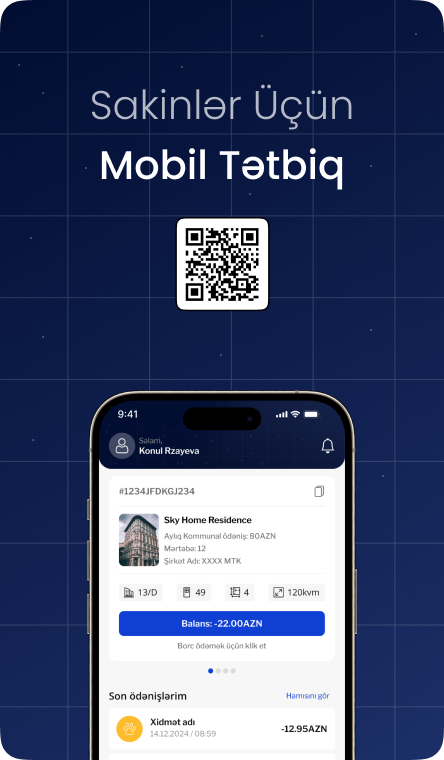 Sakinlər Üçün
Mobil Tətbiq
9:41
Salam,
Konul Rzayeva
#1234JFDKGJ234
Sky Home Residence
Aylıq Kommunal ödəniş: 80AZN
Mərtəbə: 12
Şirkət Adı: XXXX MTK
13/D 49 4 120kvm
Balans: -22.00AZN
Borc ödəmək üçün klik et
Son ödənişlərim Hamısını gör
Xidmət adı
-12.95AZN
14.12.2024 / 08:59